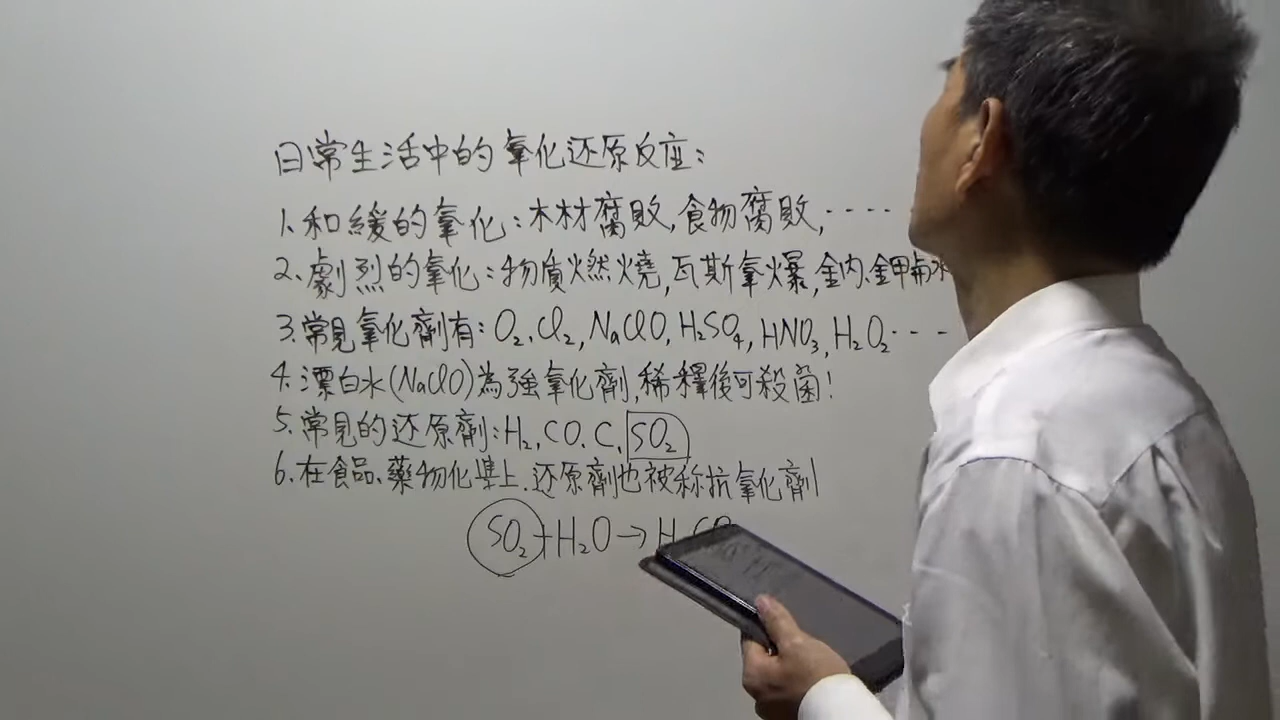 日常生活中的氧化还原反应:
1. 和緩的氧化:木材腐敗,食物腐敗,‥‥
2. 劇烈的氧化:物質燃燒,瓦斯氣爆,鈉、鉀
3. 常見氧化劑有:O₂、Cl₂, NaClO, H₂SO₄, HNO₃, H₂O₂‥‥
4. 漂白水(NaClO)為強氧化劑,稀釋後可殺菌!
5. 常見的还原劑:H₂, CO、C、SO₂
6. 在食品、藥物化學上、还原劑也被称抗氧化劑
SO₂+H₂O→